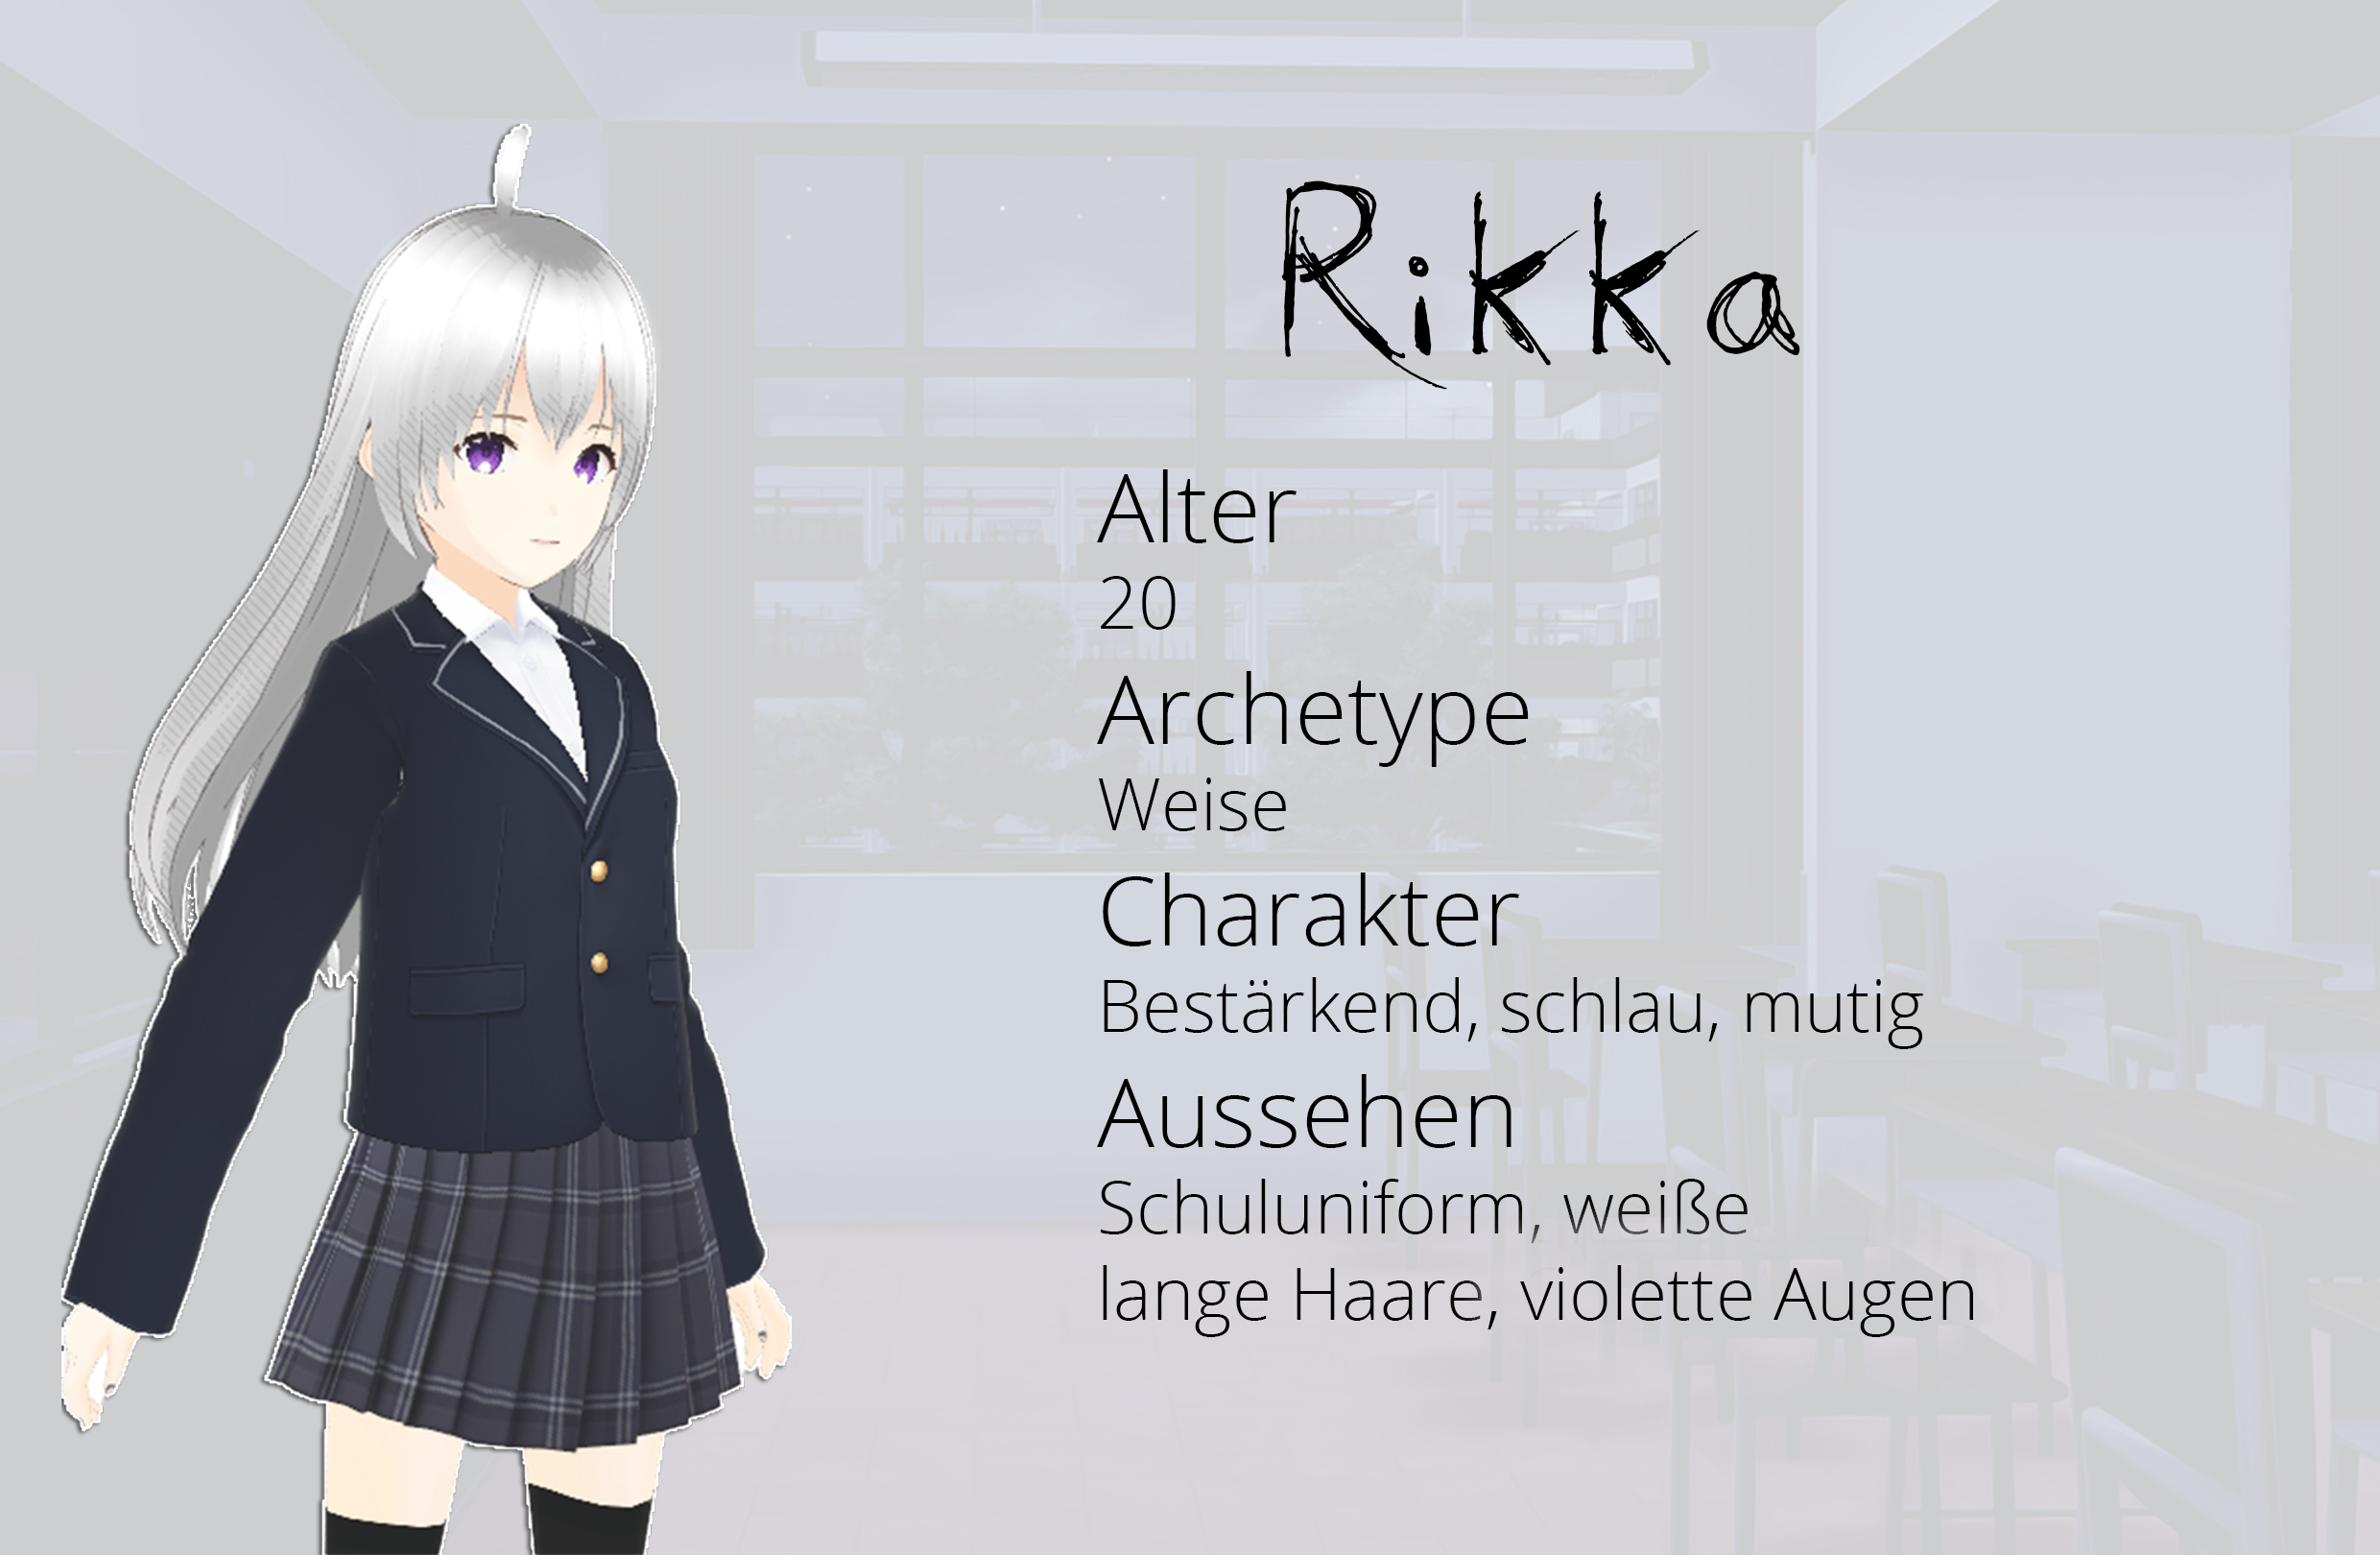 Rikka
Alter
20
Archetype
Weise
Charakter
Bestärkend, schlau, mutig
Aussehen
Schuluniform, weiße
lange Haare, violette Augen